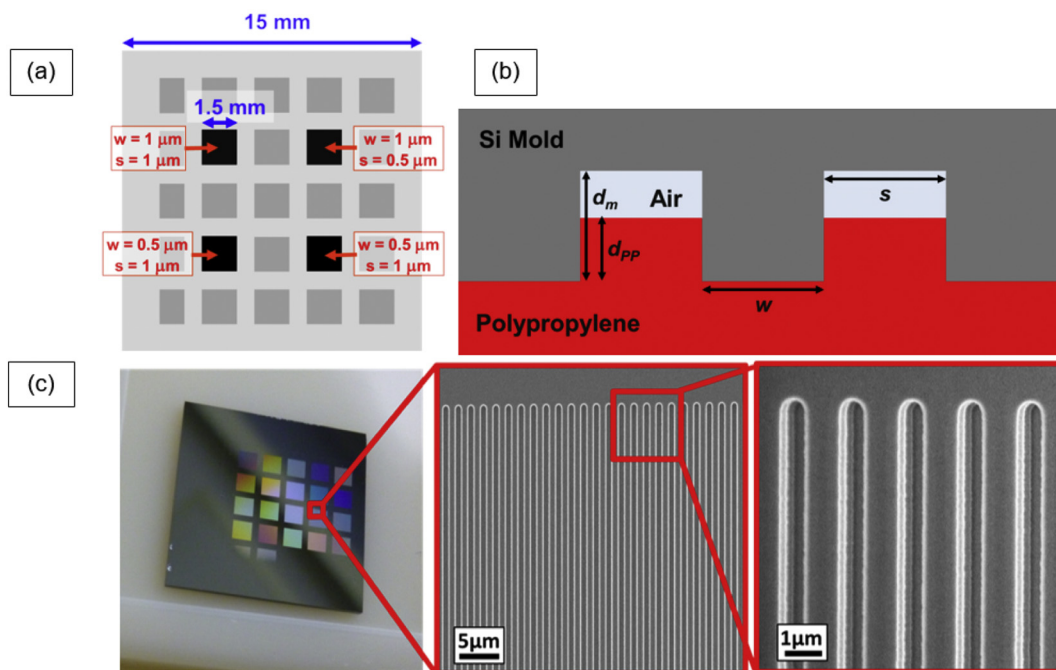 (a)
15 mm
1.5 mm
w = 1 μm
s = 1 μm
w = 1 μm
s = 0.5 μm
w = 0.5 μm
s = 1 μm
w = 0.5 μm
s = 1 μm
(b)
Si Mold
d_m
Air
s
d_PP
w
Polypropylene
(c)
5μm
1μm